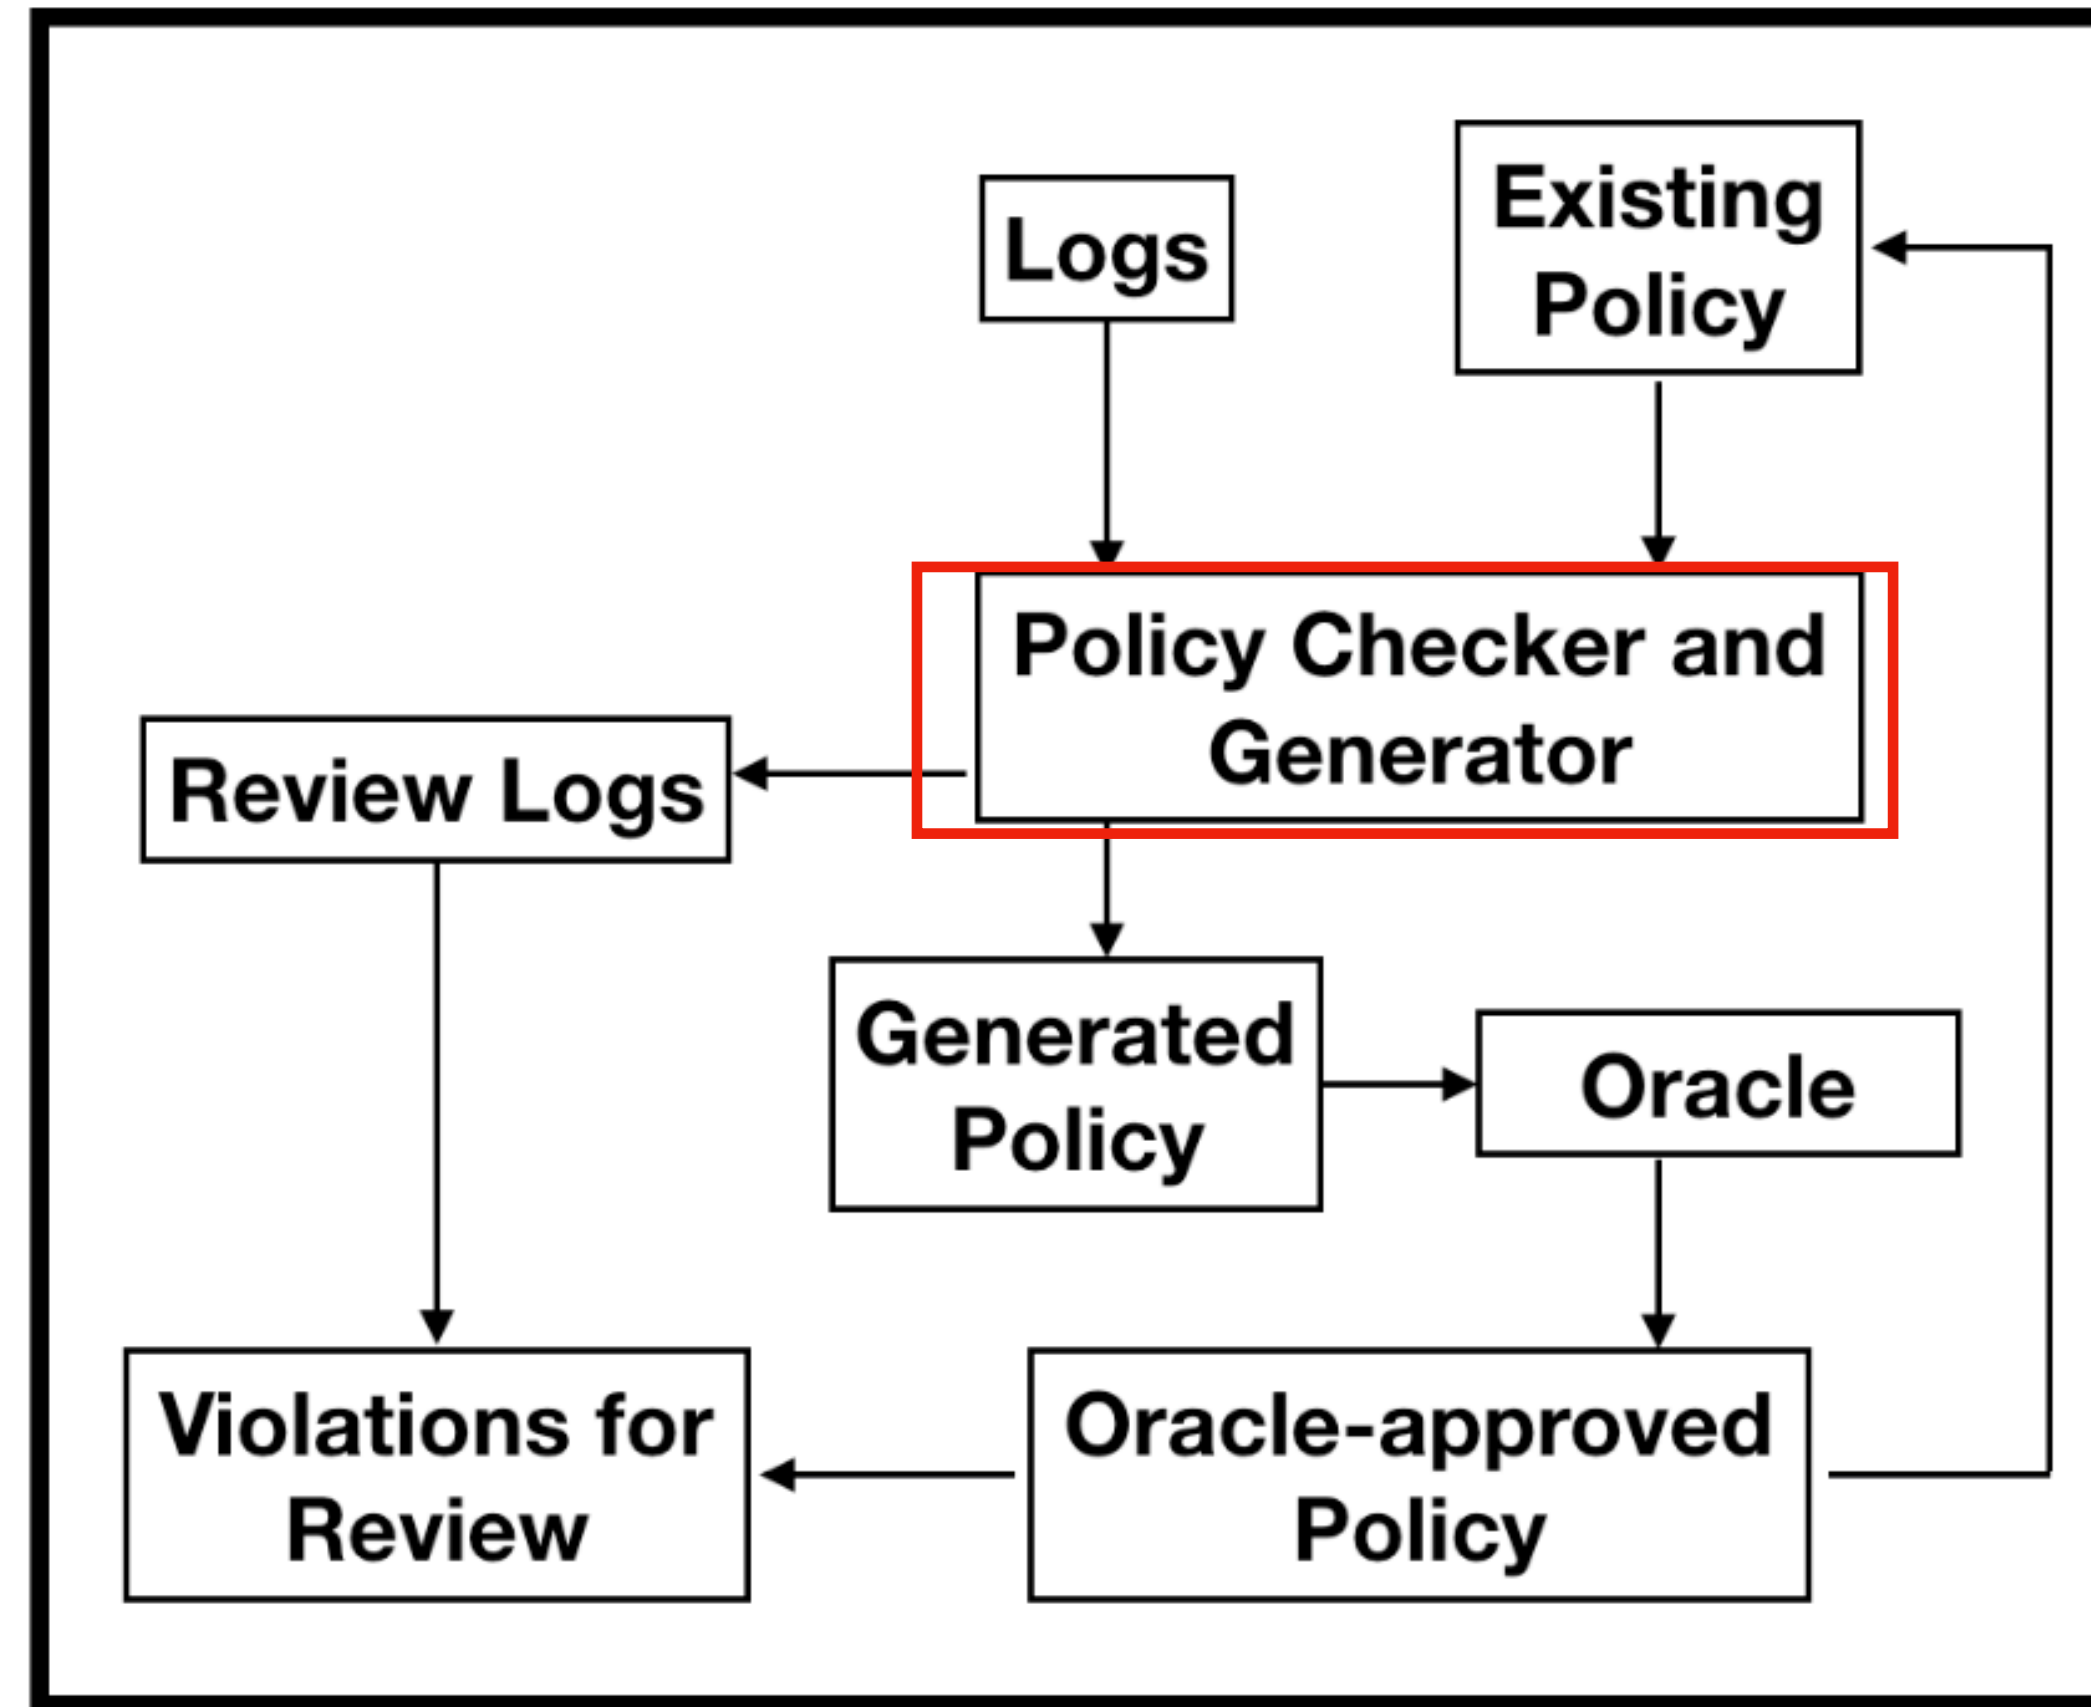 Logs
Existing
Policy
Policy Checker and
Generator
Review Logs
Generated
Policy
Oracle
Violations for
Review
Oracle-approved
Policy